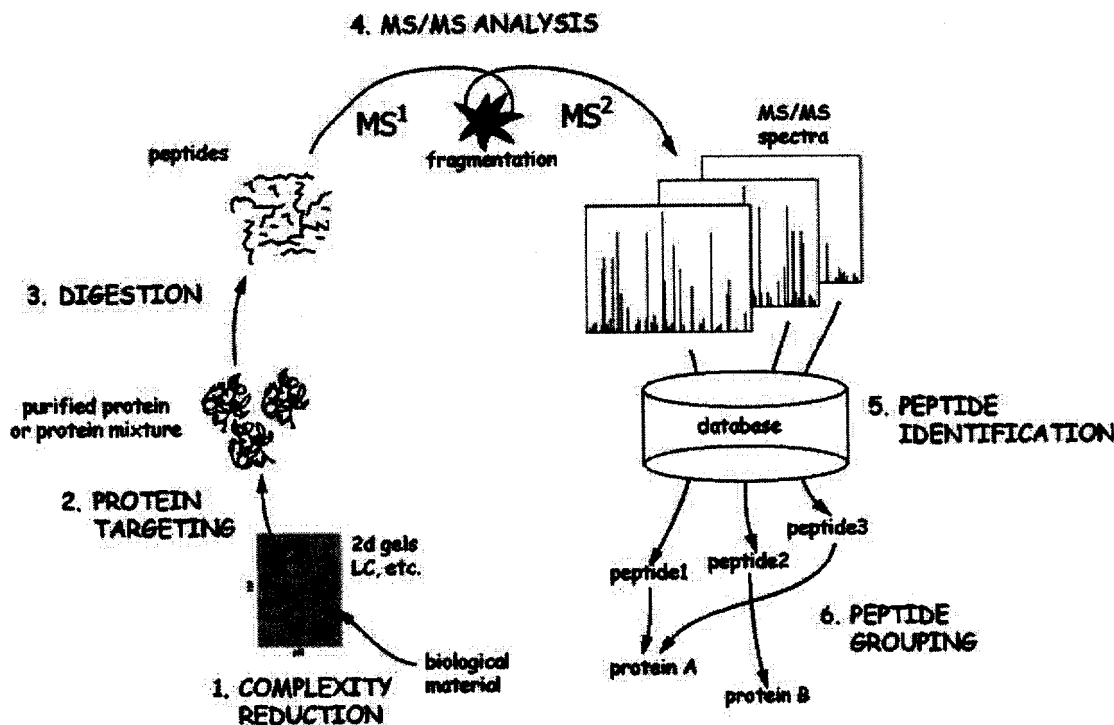 4. MS/MS ANALYSIS
MS¹
MS²
fragmentation
peptides
MS/MS
spectra
3. DIGESTION
purified protein
or protein mixture
2. PROTEIN
TARGETING
2d gels
LC, etc.
biological
material
1. COMPLEXITY
REDUCTION
database
5. PEPTIDE
IDENTIFICATION
peptide1
peptide2
peptide3
6. PEPTIDE
GROUPING
protein A
protein B